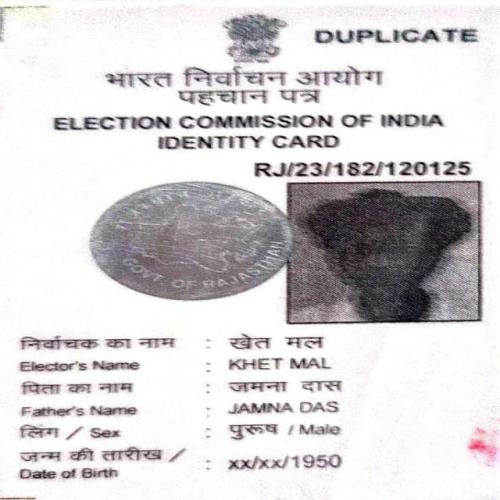 DUPLICATE
भारत निर्वाचन आयोग
पहचान पत्र
ELECTION COMMISSION OF INDIA
IDENTITY CARD
RJ/23/182/120125
GOVT. OF RAJASTHAN
निर्वाचक का नाम : खेत मल
Elector's Name : KHET MAL
पिता का नाम : जमना दास
Father's Name : JAMNA DAS
लिंग / Sex : पुरूष / Male
जन्म की तारीख /
Date of Birth : xx/xx/1950